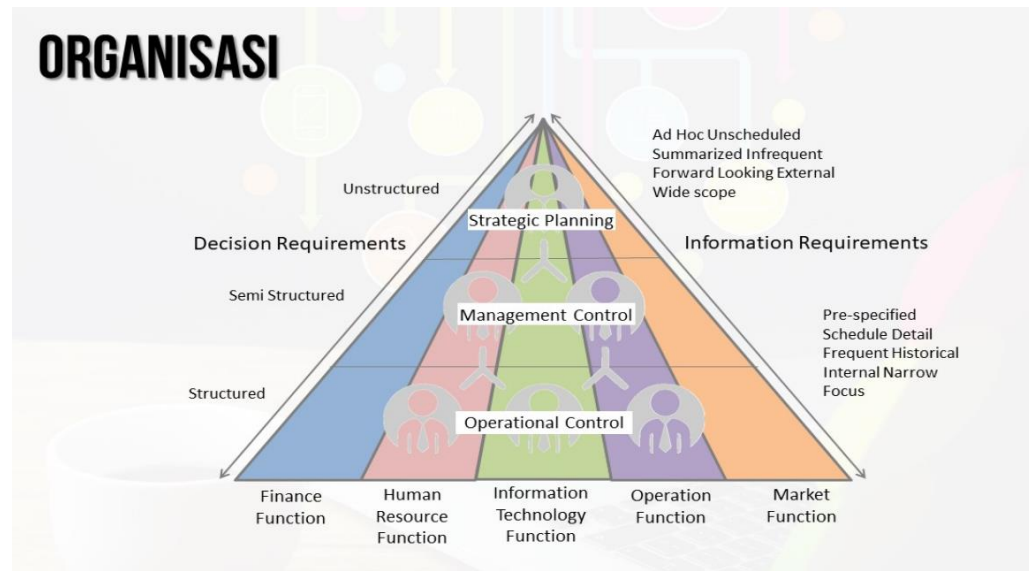 ORGANISASI
Ad Hoc Unscheduled
Summarized Infrequent
Forward Looking External
Wide scope
Unstructured
Strategic Planning
Decision Requirements
Information Requirements
Semi Structured
Management Control
Pre-specified
Schedule Detail
Frequent Historical
Internal Narrow
Focus
Structured
Operational Control
Finance
Function
Human
Resource
Function
Information
Technology
Function
Operation
Function
Market
Function